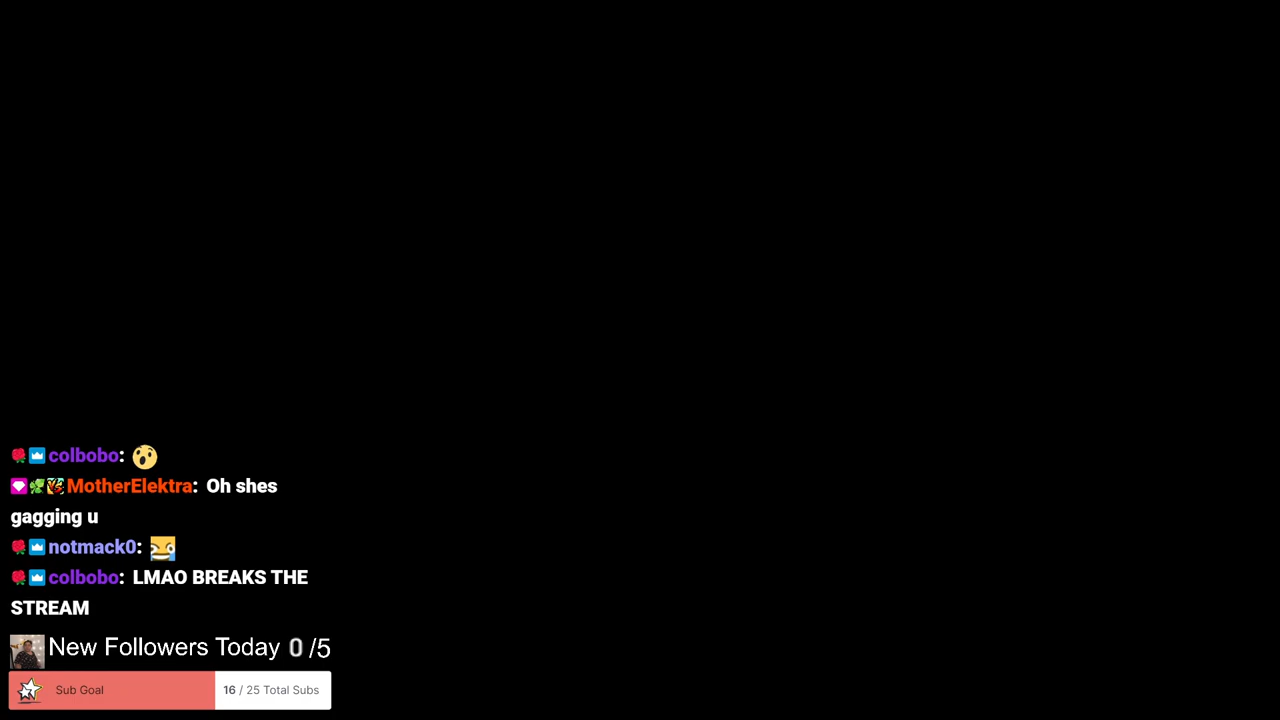 colbobo:
MotherElektra: Oh shes
gagging u
notmack0:
colbobo: LMAO BREAKS THE
STREAM
New Followers Today 0 /5
Sub Goal 16 / 25 Total Subs